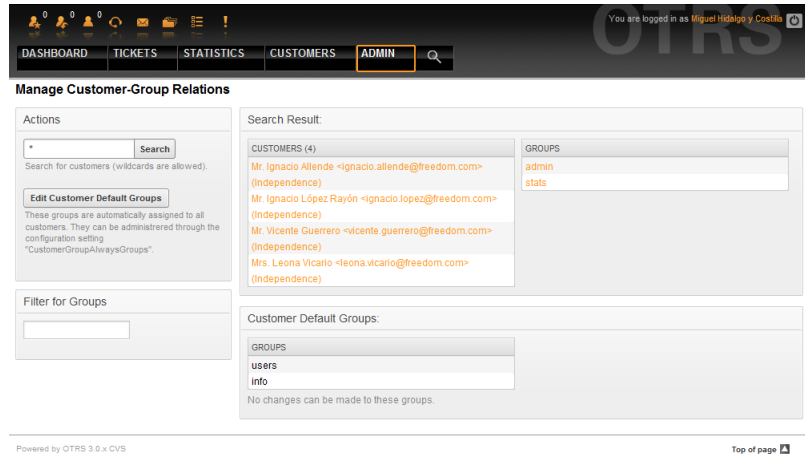 0 0 0
You are logged in as Miguel Hidalgo y Costilla
OTRS
DASHBOARD TICKETS STATISTICS CUSTOMERS ADMIN
Manage Customer-Group Relations
Actions
* Search
Search for customers (wildcards are allowed).
Edit Customer Default Groups
These groups are automatically assigned to all
customers. They can be administrered through the
configuration setting
"CustomerGroupAlwaysGroups".
Filter for Groups
Search Result:
CUSTOMERS (4) GROUPS
Mr. Ignacio Allende <ignacio.allende@freedom.com> admin
(Independence) stats
Mr. Ignacio López Rayón <ignacio.lopez@freedom.com>
(Independence)
Mr. Vicente Guerrero <vicente.guerrero@freedom.com>
(Independence)
Mrs. Leona Vicario <leona.vicario@freedom.com>
(Independence)
Customer Default Groups:
GROUPS
users
info
No changes can be made to these groups.
Powered by OTRS 3.0.x CVS
Top of page